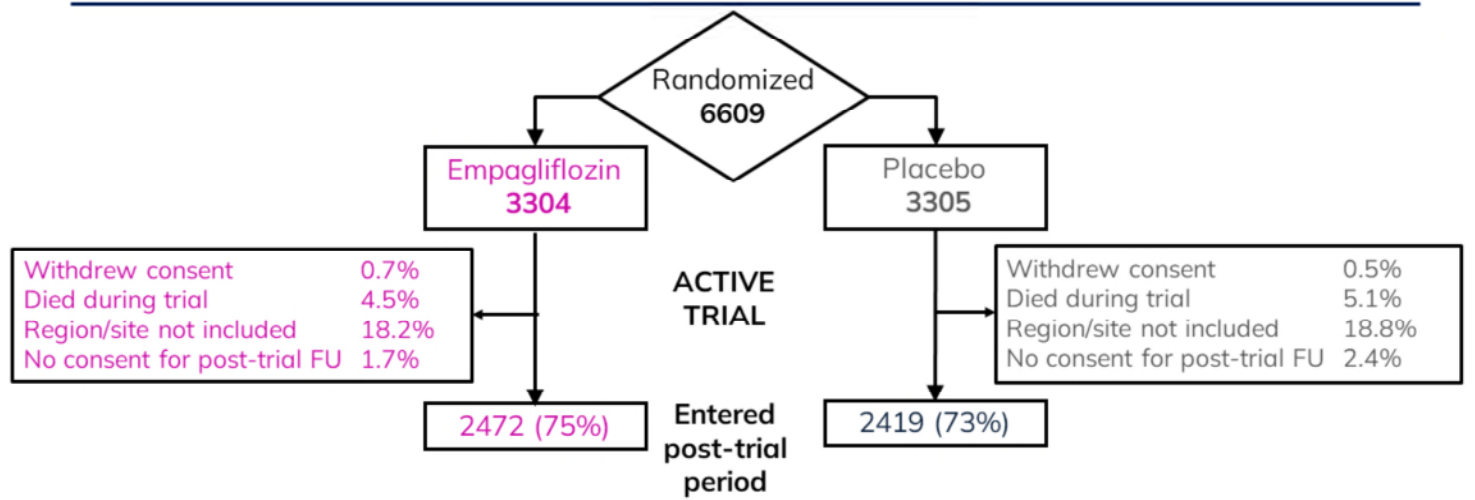 Randomized
6609
Empagliflozin
3304
Placebo
3305
Withdrew consent 0.7%
Died during trial 4.5%
Region/site not included 18.2%
No consent for post-trial FU 1.7%
ACTIVE
TRIAL
Withdrew consent 0.5%
Died during trial 5.1%
Region/site not included 18.8%
No consent for post-trial FU 2.4%
2472 (75%)
Entered
post-trial
period
2419 (73%)